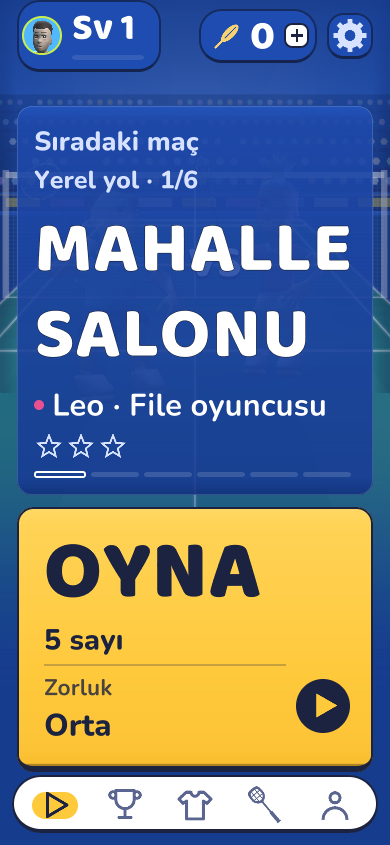 Sv 1
0
Sıradaki maç
Yerel yol · 1/6
MAHALLE
SALONU
Leo · File oyuncusu
OYNA
5 sayı
Zorluk
Orta